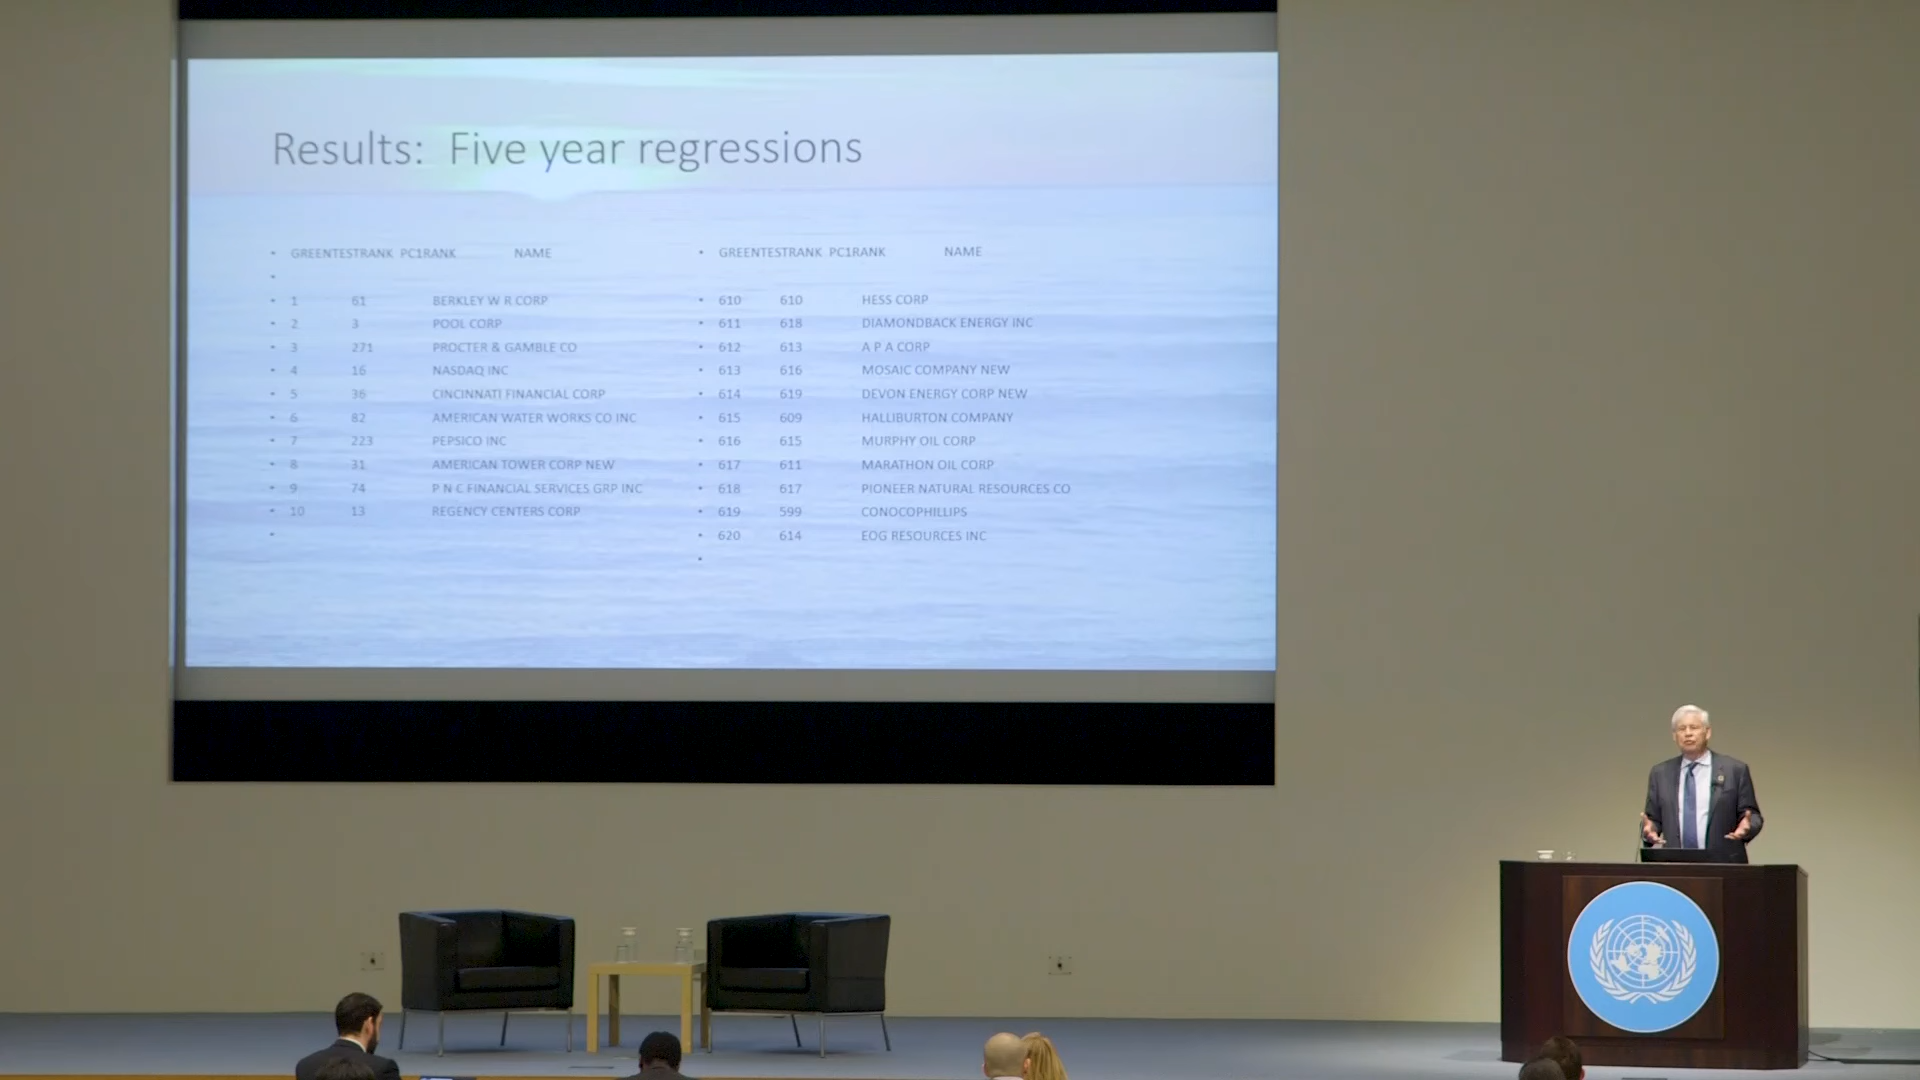 Results: Five year regressions
• GREENTESTRANK PC1RANK NAME
•
• 1 61 BERKLEY W R CORP
• 2 3 POOL CORP
• 3 271 PROCTER & GAMBLE CO
• 4 16 NASDAQ INC
• 5 36 CINCINNATI FINANCIAL CORP
• 6 82 AMERICAN WATER WORKS CO INC
• 7 223 PEPSICO INC
• 8 31 AMERICAN TOWER CORP NEW
• 9 74 P N C FINANCIAL SERVICES GRP INC
• 10 13 REGENCY CENTERS CORP
•
• GREENTESTRANK PC1RANK NAME
• 610 610 HESS CORP
• 611 618 DIAMONDBACK ENERGY INC
• 612 613 A P A CORP
• 613 616 MOSAIC COMPANY NEW
• 614 619 DEVON ENERGY CORP NEW
• 615 609 HALLIBURTON COMPANY
• 616 615 MURPHY OIL CORP
• 617 611 MARATHON OIL CORP
• 618 617 PIONEER NATURAL RESOURCES CO
• 619 599 CONOCOPHILLIPS
• 620 614 EOG RESOURCES INC
•